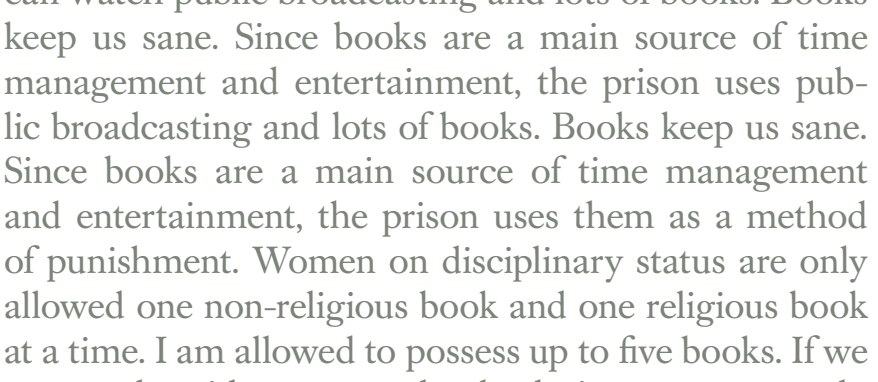 can watch public broadcasting and lots of books. Books
keep us sane. Since books are a main source of time
management and entertainment, the prison uses pub-
lic broadcasting and lots of books. Books keep us sane.
Since books are a main source of time management
and entertainment, the prison uses them as a method
of punishment. Women on disciplinary status are only
allowed one non-religious book and one religious book
at a time. I am allowed to possess up to five books. If we